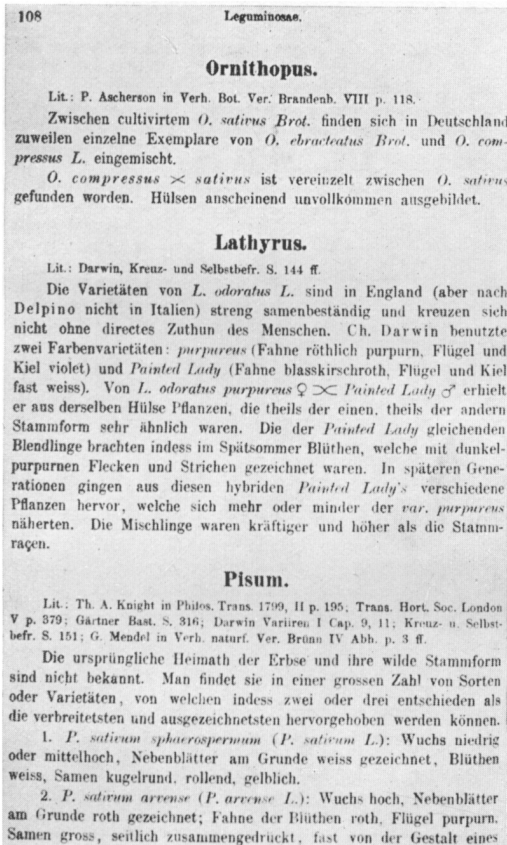 108 Leguminosae.
Ornithopus.
Lit.: P. Ascherson in Verh. Bot. Ver. Brandenb. VIII p. 118.
Zwischen cultivirtem O. sativus Brot. finden sich in Deutschland
zuweilen einzelne Exemplare von O. ebracteatus Brot. und O. com-
pressus L. eingemischt.
O. compressus × sativus ist vereinzelt zwischen O. sativus
gefunden worden. Hülsen anscheinend unvollkommen ausgebildet.
Lathyrus.
Lit.: Darwin, Kreuz- und Selbstbefr. S. 144 ff.
Die Varietäten von L. odoratus L. sind in England (aber nach
Delpino nicht in Italien) streng samenbeständig und kreuzen sich
nicht ohne directes Zuthun des Menschen. Ch. Darwin benutzte
zwei Farbenvarietäten: purpureus (Fahne röthlich purpurn, Flügel und
Kiel violet) und Painted Lady (Fahne blasskirschroth, Flügel und Kiel
fast weiss). Von L. odoratus purpureus ♀ × Painted Lady ♂ erhielt
er aus derselben Hülse Pflanzen, die theils der einen, theils der andern
Stammform sehr ähnlich waren. Die der Painted Lady gleichenden
Blendlinge brachten indess im Spätsommer Blüthen, welche mit dunkel-
purpurnen Flecken und Strichen gezeichnet waren. In späteren Gene-
rationen gingen aus diesen hybriden Painted Lady's verschiedene
Pflanzen hervor, welche sich mehr oder minder der var. purpureus
näherten. Die Mischlinge waren kräftiger und höher als die Stamm-
raçen.
Pisum.
Lit.: Th. A. Knight in Philos. Trans. 1799, II p. 195; Trans. Hort. Soc. London
V p. 379; Gärtner Bast. S. 316; Darwin Variiren I Cap. 9, 11; Kreuz- u. Selbst-
befr. S. 151; G. Mendel in Verh. naturf. Ver. Brünn IV Abh. p. 3 ff.
Die ursprüngliche Heimath der Erbse und ihre wilde Stammform
sind nicht bekannt. Man findet sie in einer grossen Zahl von Sorten
oder Varietäten, von welchen indess zwei oder drei entschieden als
die verbreitetsten und ausgezeichnetsten hervorgehoben werden können.
1. P. sativum sphaerospermum (P. sativum L.): Wuchs niedrig
oder mittelhoch, Nebenblätter am Grunde weiss gezeichnet, Blüthen
weiss, Samen kugelrund, rollend, gelblich.
2. P. sativum arvense (P. arvense L.): Wuchs hoch, Nebenblätter
am Grunde roth gezeichnet; Fahne der Blüthen roth, Flügel purpurn.
Samen gross, seitlich zusammengedrückt, fast von der Gestalt eines